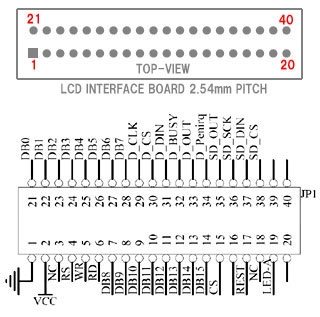 21 40
1 20
TOP-VIEW
LCD INTERFACE BOARD 2.54mm PITCH
DB0
DB1
DB2
DB3
DB4
DB5
DB6
DB7
D_CLK
D_CS
D_DIN
D_BUSY
D_OUT
D_Penirq
SD_OUT
SD_SCK
SD_DIN
SD_CS
JP1
21 22 23 24 25 26 27 28 29 30 31 32 33 34 35 36 37 38 39 40
1 2 3 4 5 6 7 8 9 10 11 12 13 14 15 16 17 18 19 20
VCC
NC
RS
WR
RD
DB8
DB9
DB10
DB11
DB12
DB13
DB14
DB15
CS
REST
NC
LED-A